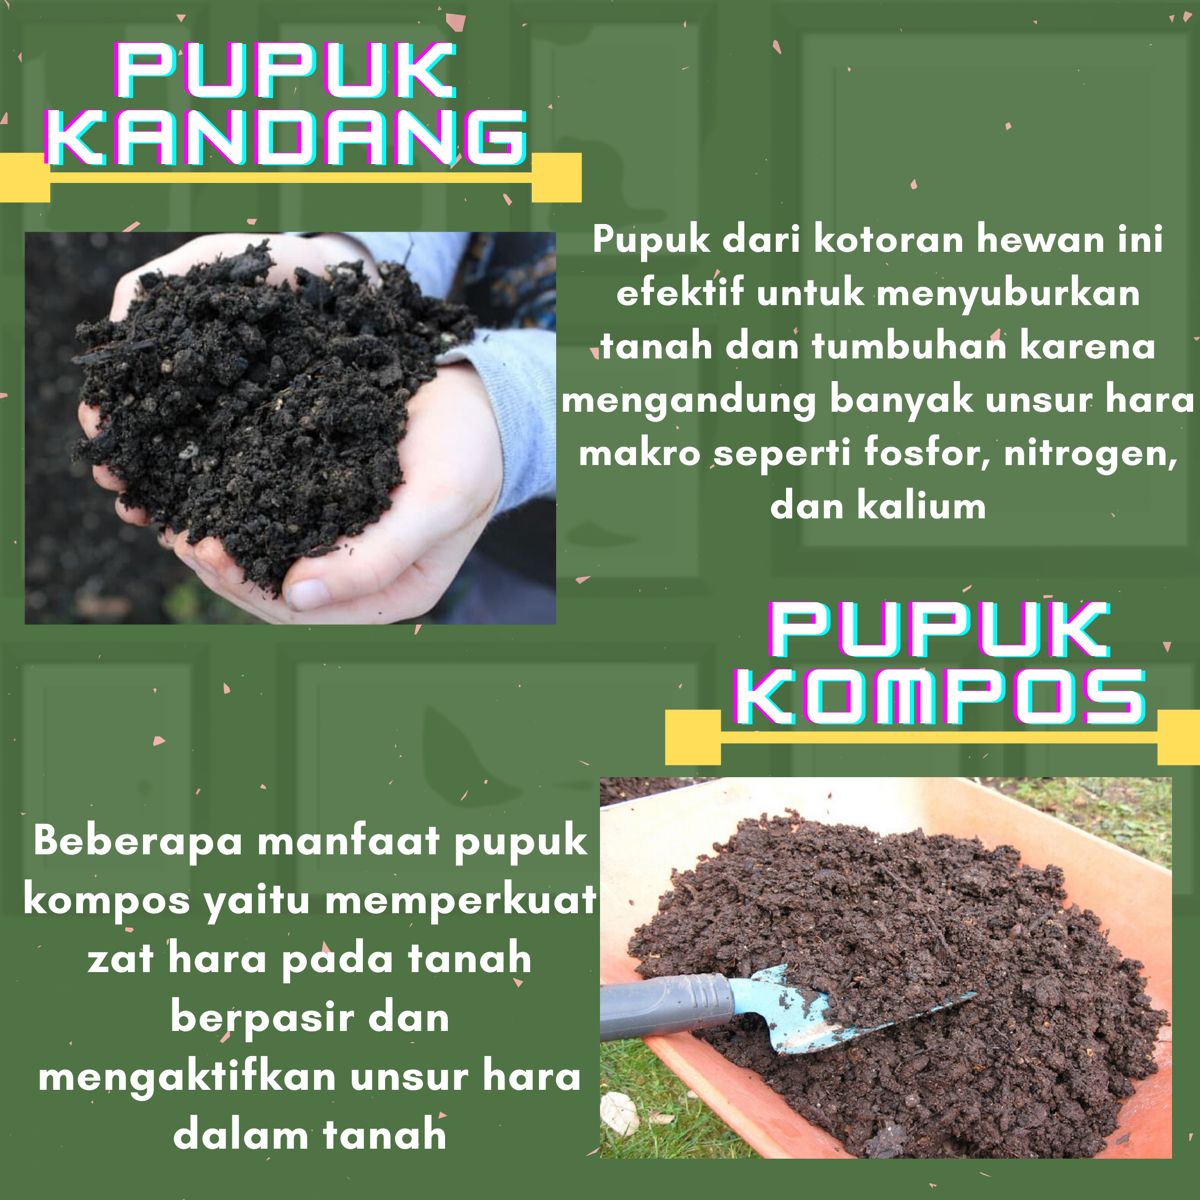 PUPUK
KANDANG
Pupuk dari kotoran hewan ini
efektif untuk menyuburkan
tanah dan tumbuhan karena
mengandung banyak unsur hara
makro seperti fosfor, nitrogen,
dan kalium
PUPUK
KOMPOS
Beberapa manfaat pupuk
kompos yaitu memperkuat
zat hara pada tanah
berpasir dan
mengaktifkan unsur hara
dalam tanah